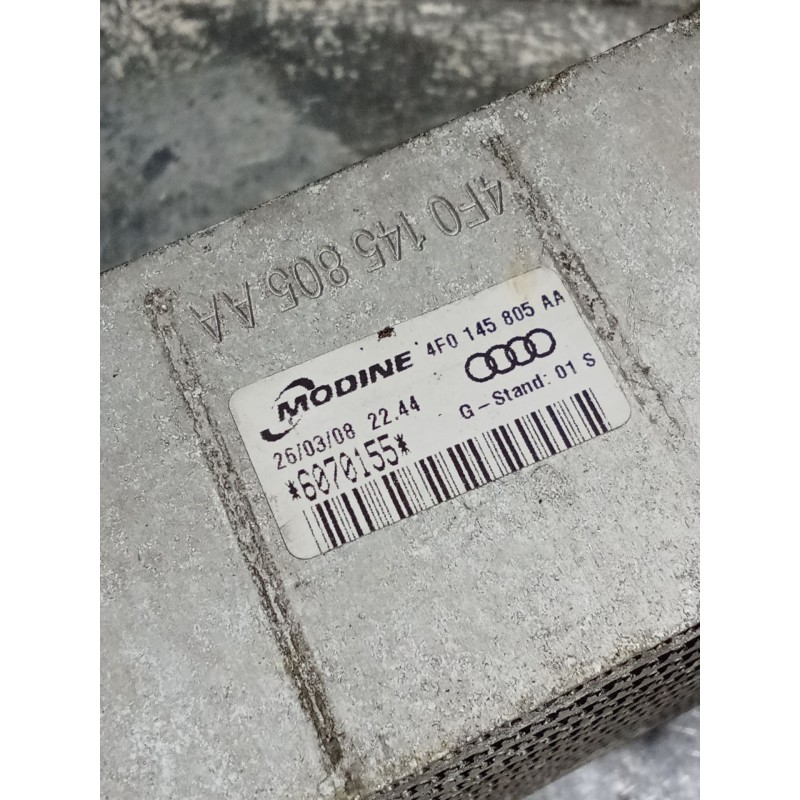 4F0 145 805 AA
MODINE 4F0 145 805 AA
26/03/08 22.44 G-Stand: 01 S
*6070155*